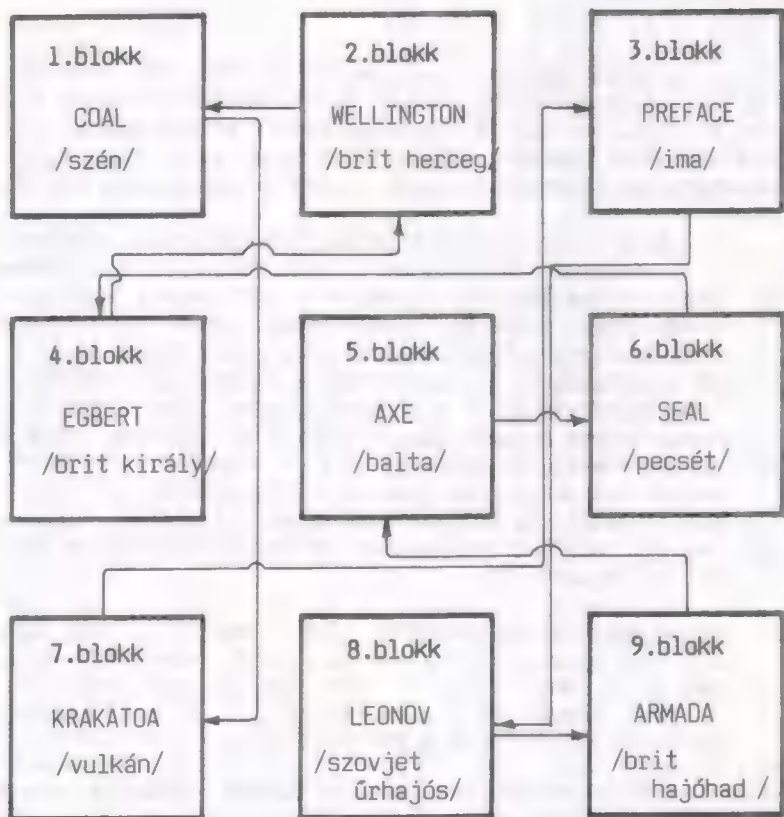 1.blokk
COAL
/szén/
2.blokk
WELLINGTON
/brit herceg/
3.blokk
PREFACE
/ima/
4.blokk
EGBERT
/brit király/
5.blokk
AXE
/balta/
6.blokk
SEAL
/pecsét/
7.blokk
KRAKATOA
/vulkán/
8.blokk
LEONOV
/szovjet
űrhajós/
9.blokk
ARMADA
/brit
hajóhad /